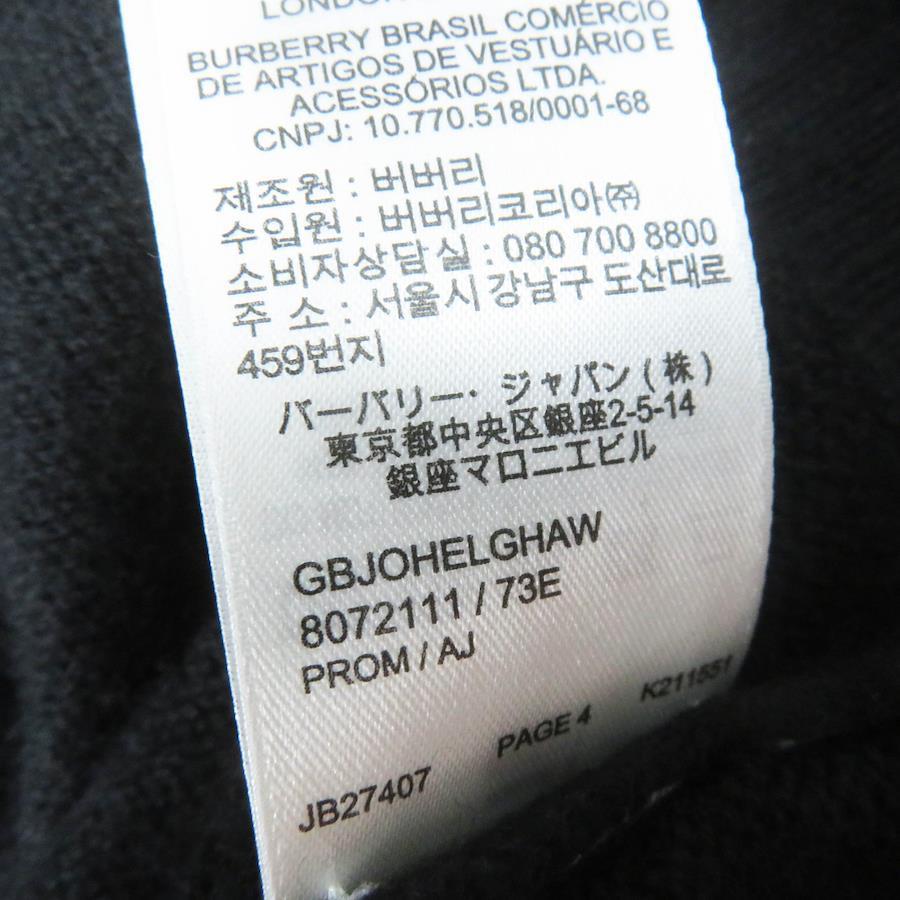 LONDON
BURBERRY BRASIL COMÉRCIO
DE ARTIGOS DE VESTUÁRIO E
ACESSÓRIOS LTDA.
CNPJ: 10.770.518/0001-68
제조원 : 버버리
수입원 : 버버리코리아㈜
소비자상담실 : 080 700 8800
주 소 : 서울시 강남구 도산대로
459번지
バーバリー・ジャパン(株)
東京都中央区銀座2-5-14
銀座マロニエビル
GBJOHELGHAW
8072111 / 73E
PROM / AJ
JB27407 PAGE 4 K211551